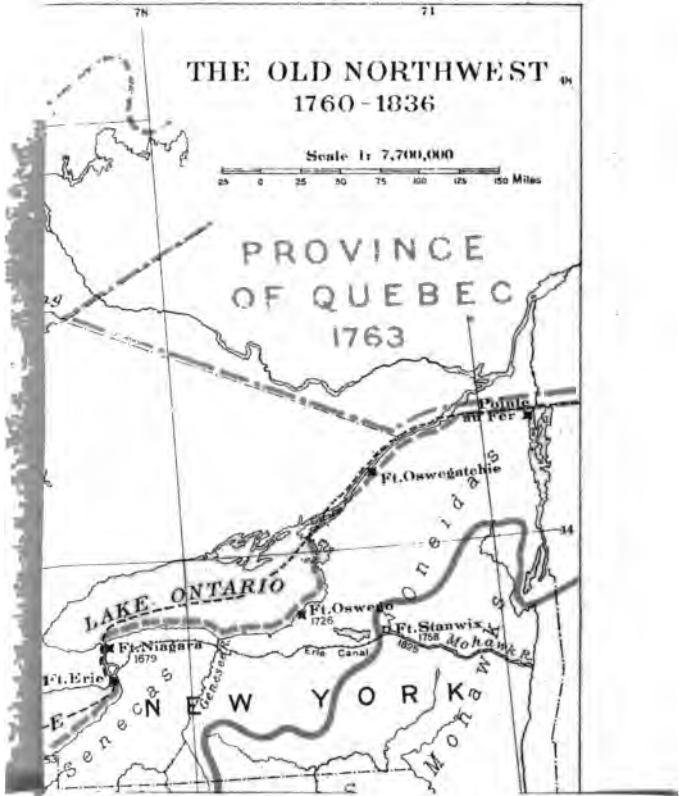 78
71
THE OLD NORTHWEST
1760-1836
48
Scale 1: 7,700,000
25 0 25 50 75 100 125 150 Miles
PROVINCE
OF QUEBEC
1763
Pointe
au Fer
Ft.Oswegatchie
Oneidas
44
LAKE ONTARIO
Ft.Oswego
1726
Ft.Stanwix
1758
Mohawk R.
Ft.Niagara
1679
Erie Canal
1825
Genesee R.
Ft.Erie
NEW YORK
E
Senecas
Mohawks
53